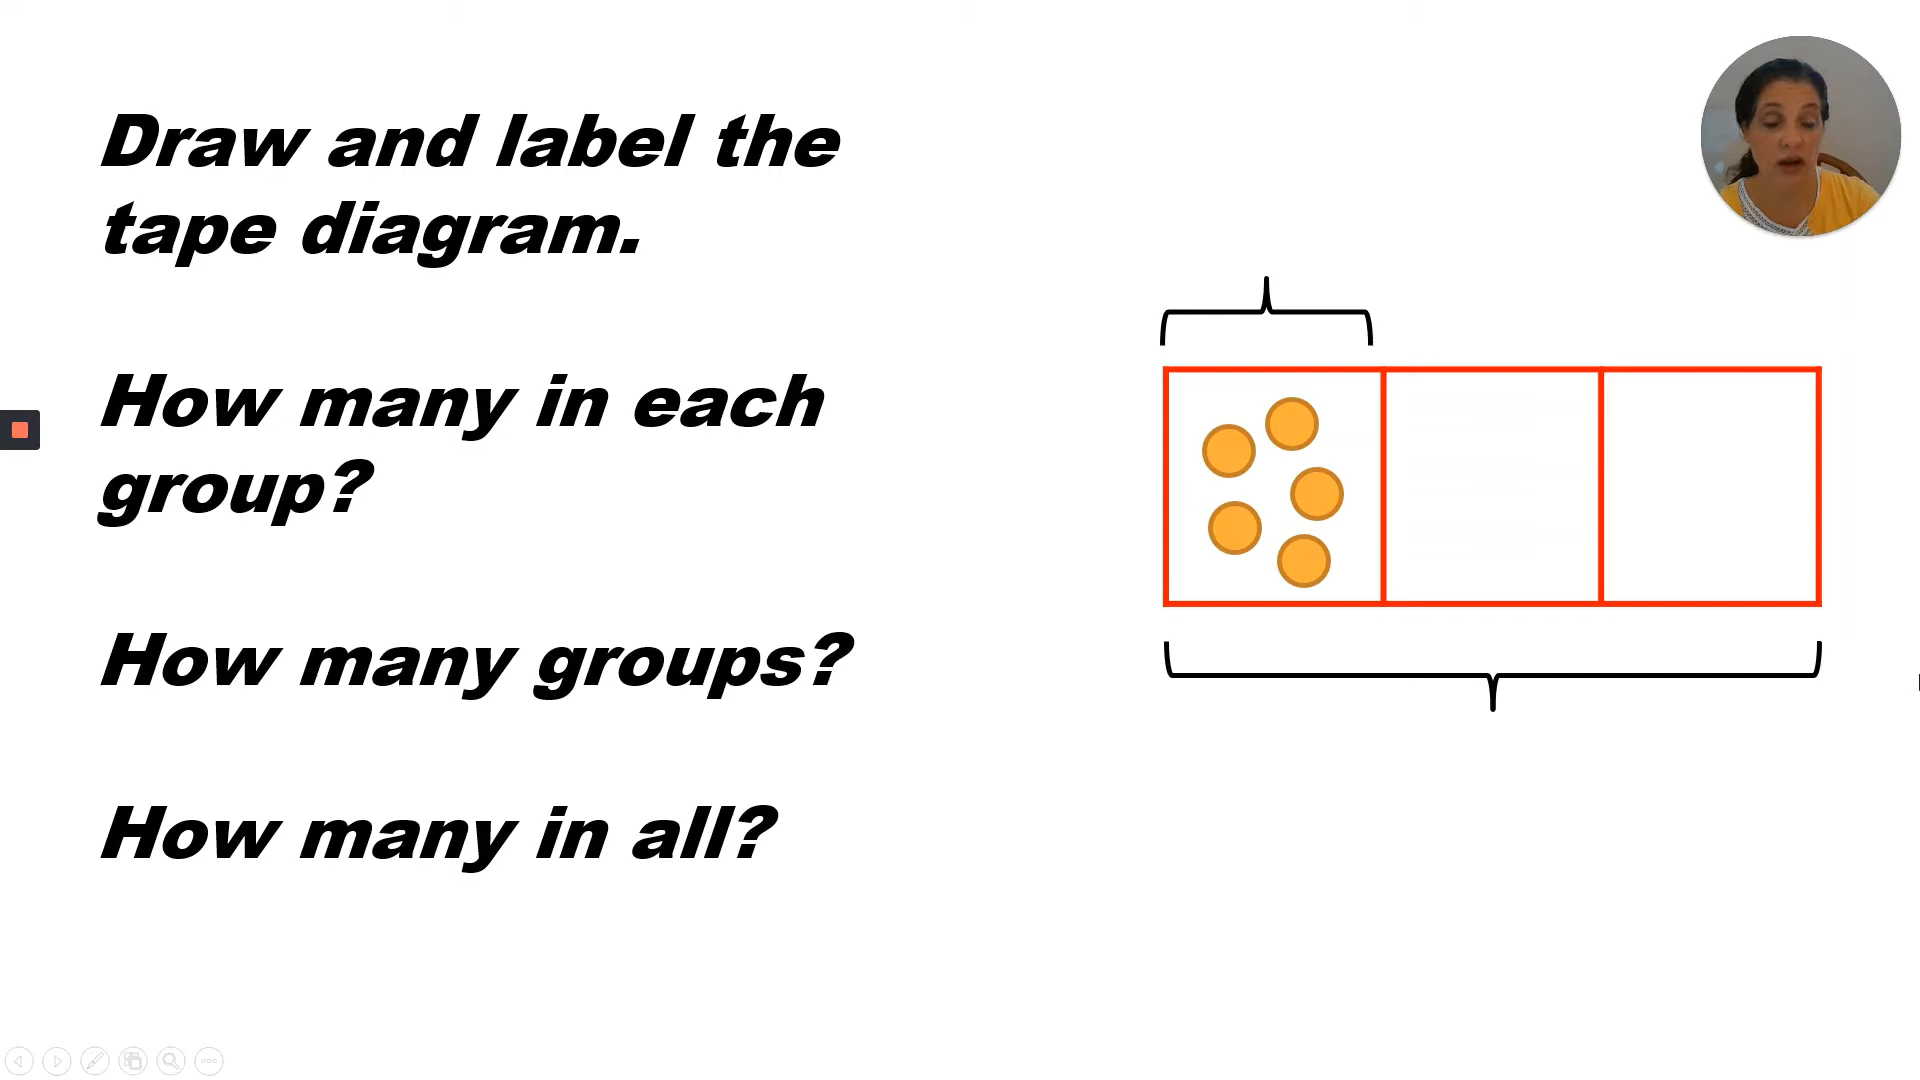 Draw and label the
tape diagram.
How many in each
group?
How many groups?
How many in all?